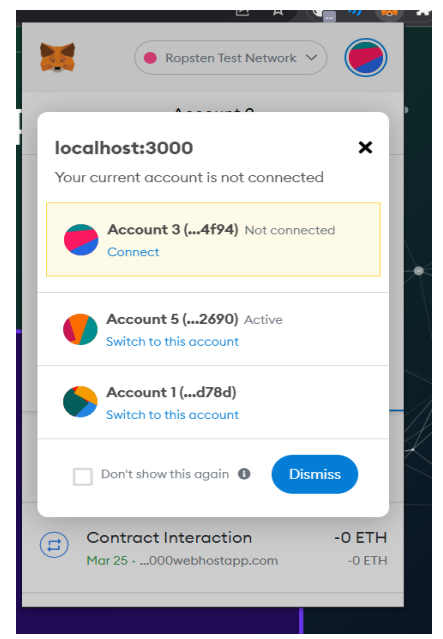 Ropsten Test Network
localhost:3000
Your current account is not connected
Account 3 (...4f94) Not connected
Connect
Account 5 (...2690) Active
Switch to this account
Account 1 (...d78d)
Switch to this account
Don't show this again
Dismiss
Contract Interaction -0 ETH
Mar 25 · ...000webhostapp.com -0 ETH